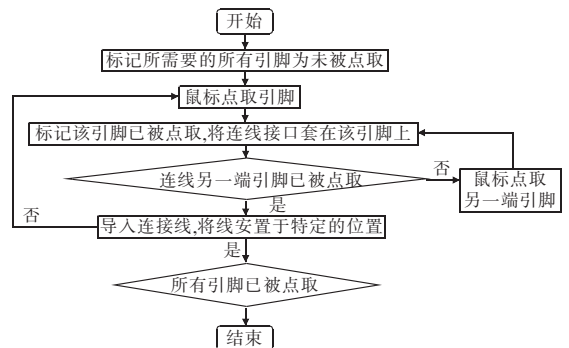 开始
标记所需要的所有引脚为未被点取
鼠标点取引脚
标记该引脚已被点取,将连线接口套在该引脚上
连线另一端引脚已被点取
否
鼠标点取
另一端引脚
是
否
导入连接线,将线安置于特定的位置
是
所有引脚已被点取
结束